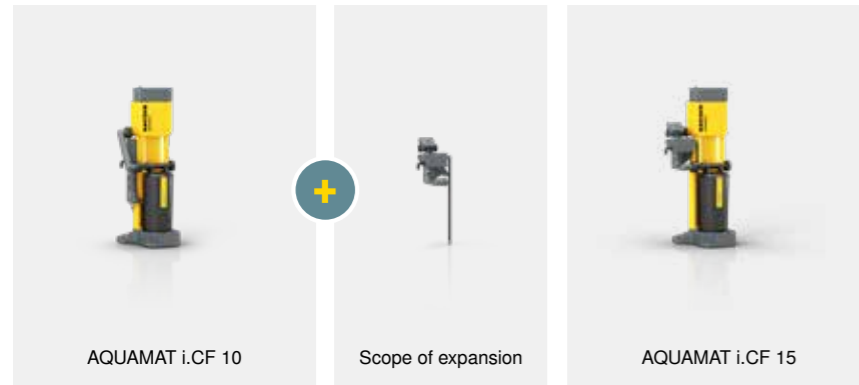 AQUAMAT i.CF 10
+
Scope of expansion
AQUAMAT i.CF 15